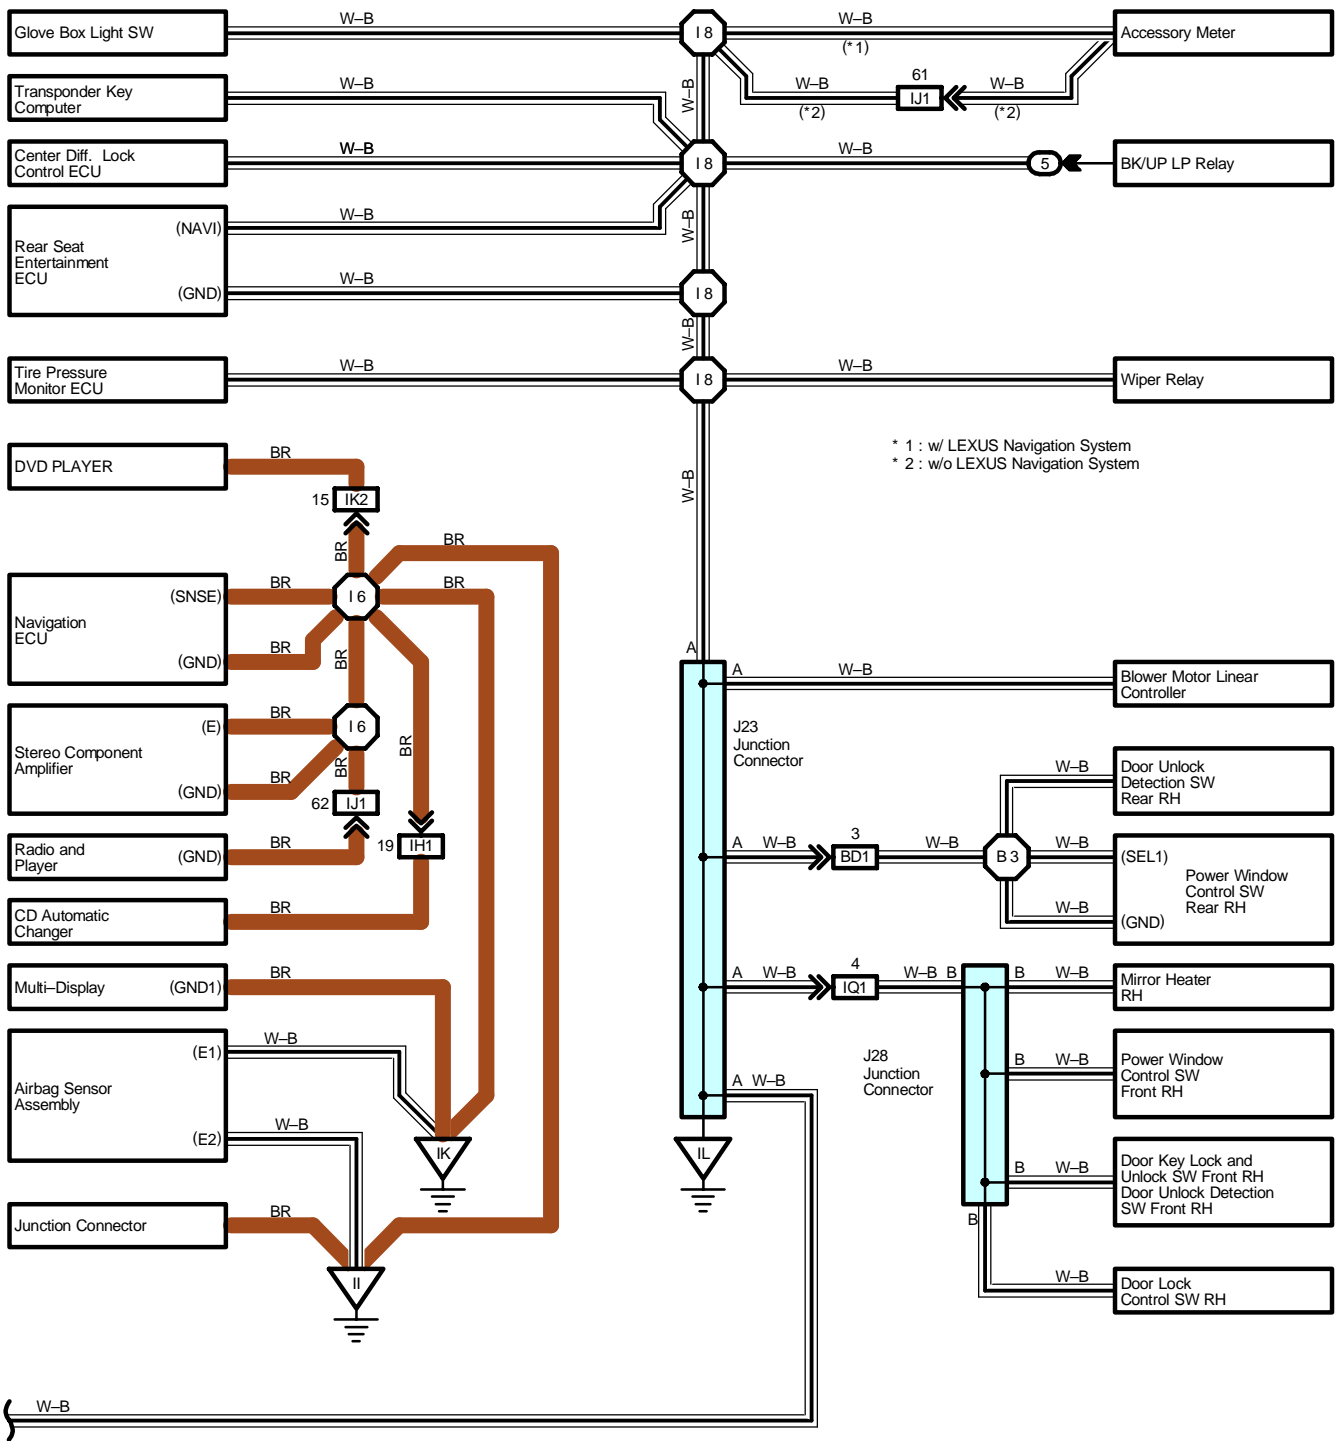 Glove Box Light SW
W–B
I 8
W–B
(*1)
Accessory Meter
Transponder Key
Computer
W–B
W–B
W–B
(*2)
61
IJ1
W–B
(*2)
Center Diff. Lock
Control ECU
W–B
I 8
W–B
5
BK/UP LP Relay
Rear Seat
Entertainment
ECU
(NAVI)
W–B
W–B
(GND)
W–B
I 8
W–B
Tire Pressure
Monitor ECU
W–B
I 8
W–B
Wiper Relay
* 1 : w/ LEXUS Navigation System
* 2 : w/o LEXUS Navigation System
W–B
DVD PLAYER
BR
15
IK2
BR
BR
Navigation
ECU
(SNSE)
BR
I 6
BR
(GND)
BR
BR
Stereo Component
Amplifier
(E)
BR
I 6
(GND)
BR
BR
BR
62
IJ1
19
IH1
Radio and
Player
(GND)
BR
CD Automatic
Changer
BR
Multi–Display
(GND1)
BR
Airbag Sensor
Assembly
(E1)
W–B
(E2)
W–B
IK
Junction Connector
BR
II
A
A
W–B
Blower Motor Linear
Controller
J23
Junction
Connector
W–B
Door Unlock
Detection SW
Rear RH
A
W–B
3
BD1
W–B
B 3
W–B
(SEL1)
Power Window
Control SW
Rear RH
W–B
(GND)
A
W–B
4
IQ1
W–B
B
B
W–B
Mirror Heater
RH
J28
Junction
Connector
B
W–B
Power Window
Control SW
Front RH
A
W–B
IL
B
W–B
Door Key Lock and
Unlock SW Front RH
Door Unlock Detection
SW Front RH
B
W–B
Door Lock
Control SW RH
W–B